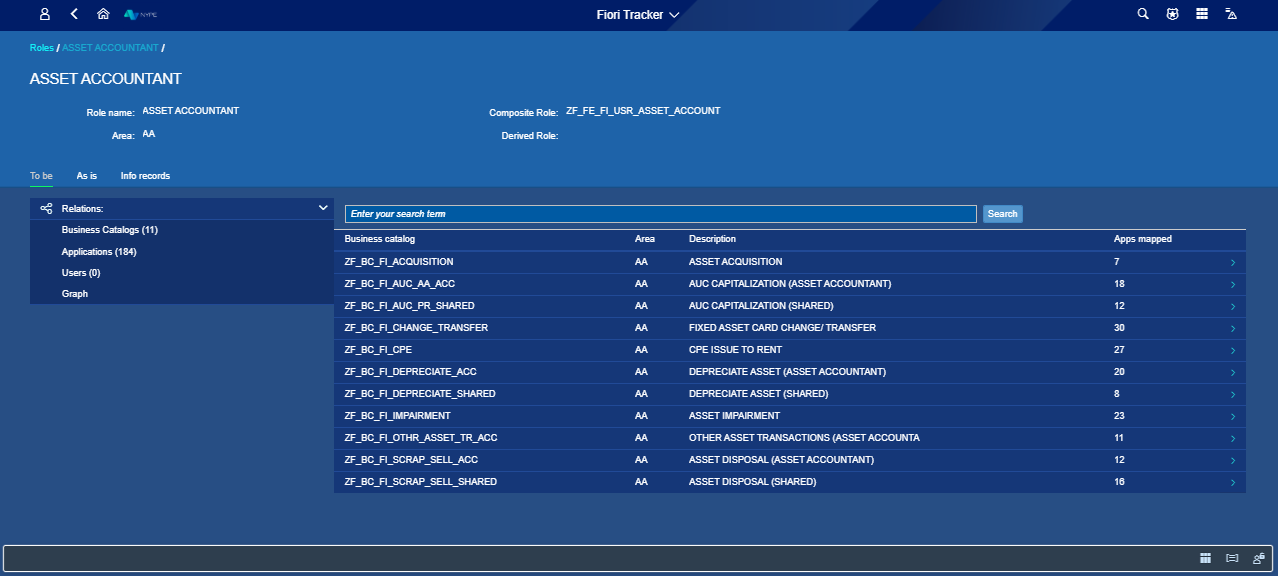 NYPE
Fiori Tracker
Roles / ASSET ACCOUNTANT /
ASSET ACCOUNTANT
Role name: ASSET ACCOUNTANT
Composite Role: ZF_FE_FI_USR_ASSET_ACCOUNT
Area: AA
Derived Role:
To be As is Info records
Relations:
Business Catalogs (11)
Applications (184)
Users (0)
Graph
Enter your search term Search
Business catalog Area Description Apps mapped
ZF_BC_FI_ACQUISITION AA ASSET ACQUISITION 7
ZF_BC_FI_AUC_AA_ACC AA AUC CAPITALIZATION (ASSET ACCOUNTANT) 18
ZF_BC_FI_AUC_PR_SHARED AA AUC CAPITALIZATION (SHARED) 12
ZF_BC_FI_CHANGE_TRANSFER AA FIXED ASSET CARD CHANGE/ TRANSFER 30
ZF_BC_FI_CPE AA CPE ISSUE TO RENT 27
ZF_BC_FI_DEPRECIATE_ACC AA DEPRECIATE ASSET (ASSET ACCOUNTANT) 20
ZF_BC_FI_DEPRECIATE_SHARED AA DEPRECIATE ASSET (SHARED) 8
ZF_BC_FI_IMPAIRMENT AA ASSET IMPAIRMENT 23
ZF_BC_FI_OTHR_ASSET_TR_ACC AA OTHER ASSET TRANSACTIONS (ASSET ACCOUNTA 11
ZF_BC_FI_SCRAP_SELL_ACC AA ASSET DISPOSAL (ASSET ACCOUNTANT) 12
ZF_BC_FI_SCRAP_SELL_SHARED AA ASSET DISPOSAL (SHARED) 16